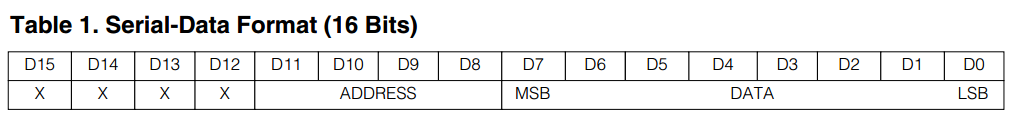 Table 1. Serial-Data Format (16 Bits)
D15 D14 D13 D12 D11 D10 D9 D8 D7 D6 D5 D4 D3 D2 D1 D0
X X X X ADDRESS MSB DATA LSB